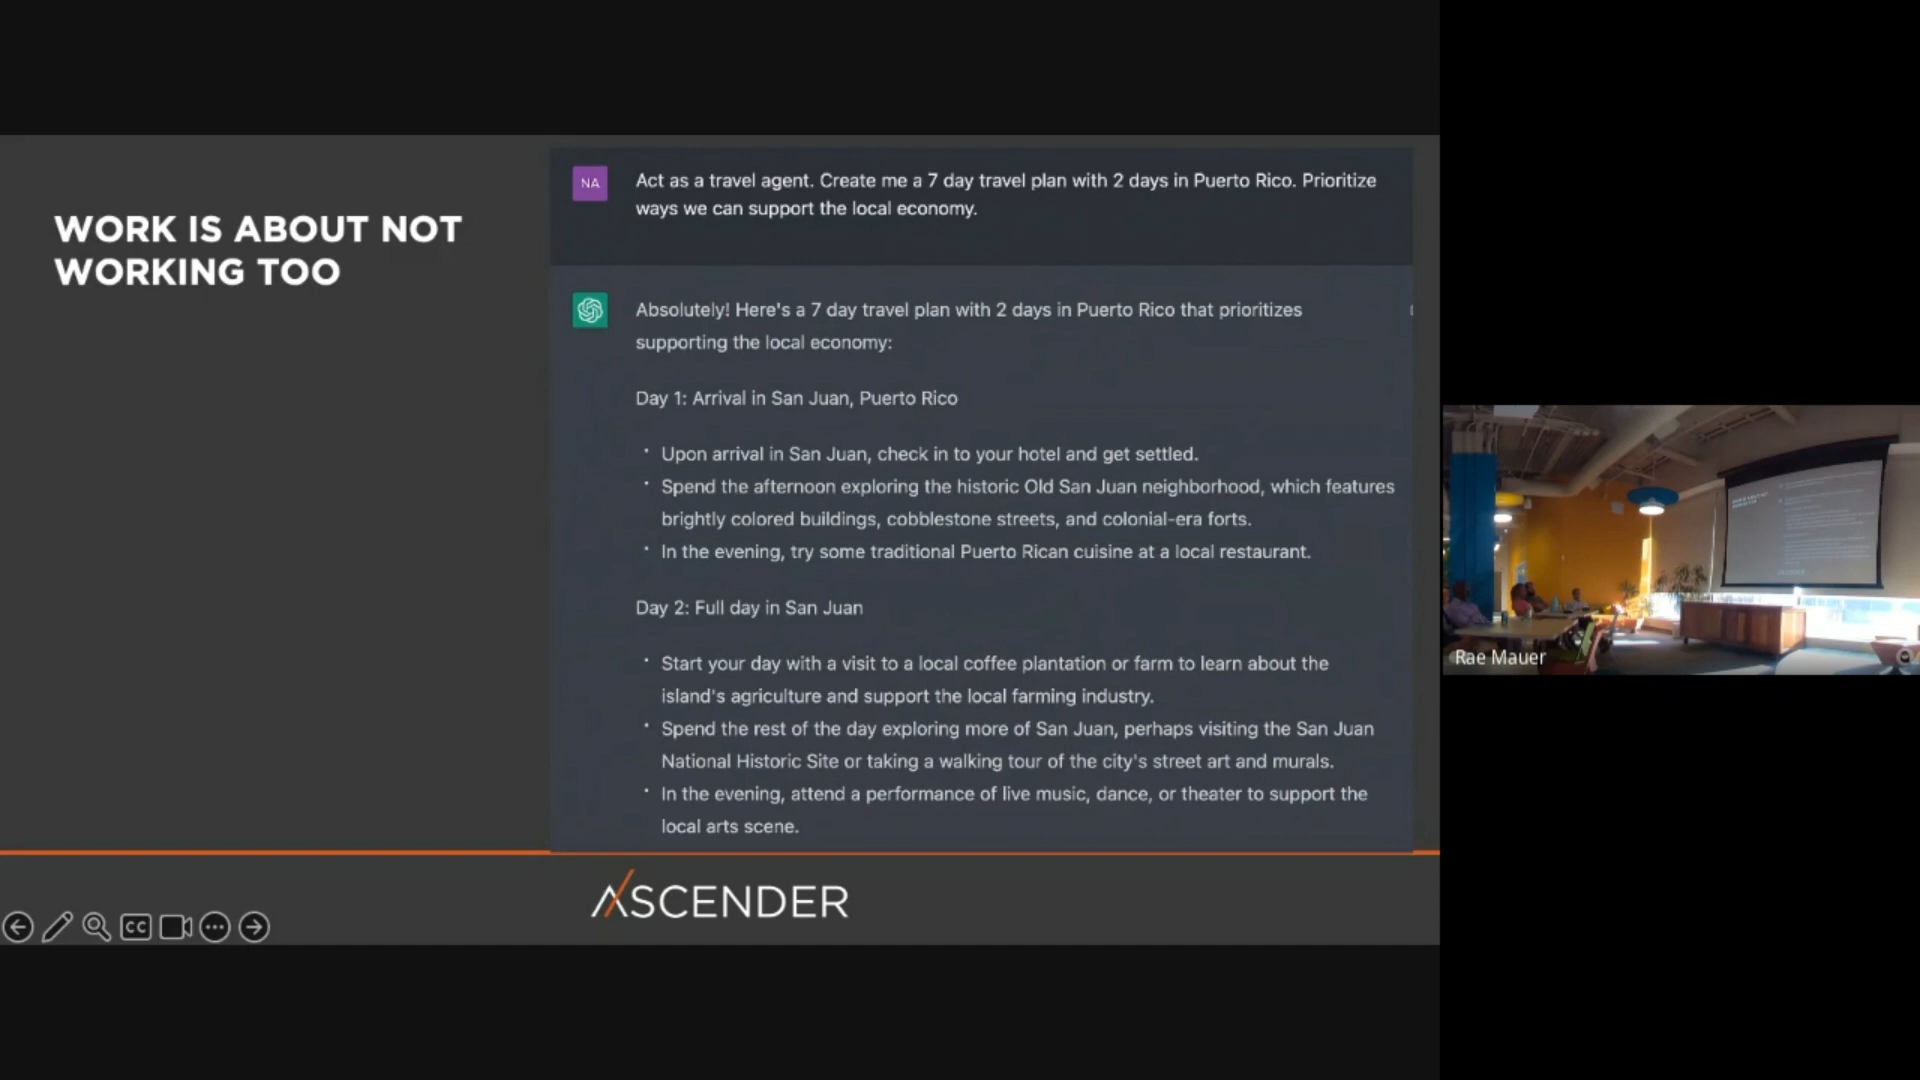 WORK IS ABOUT NOT
WORKING TOO
NA
Act as a travel agent. Create me a 7 day travel plan with 2 days in Puerto Rico. Prioritize
ways we can support the local economy.
Absolutely! Here's a 7 day travel plan with 2 days in Puerto Rico that prioritizes
supporting the local economy:
Day 1: Arrival in San Juan, Puerto Rico
• Upon arrival in San Juan, check in to your hotel and get settled.
• Spend the afternoon exploring the historic Old San Juan neighborhood, which features
brightly colored buildings, cobblestone streets, and colonial-era forts.
• In the evening, try some traditional Puerto Rican cuisine at a local restaurant.
Day 2: Full day in San Juan
• Start your day with a visit to a local coffee plantation or farm to learn about the
island's agriculture and support the local farming industry.
• Spend the rest of the day exploring more of San Juan, perhaps visiting the San Juan
National Historic Site or taking a walking tour of the city's street art and murals.
• In the evening, attend a performance of live music, dance, or theater to support the
local arts scene.
ASCENDER
CC
Rae Mauer